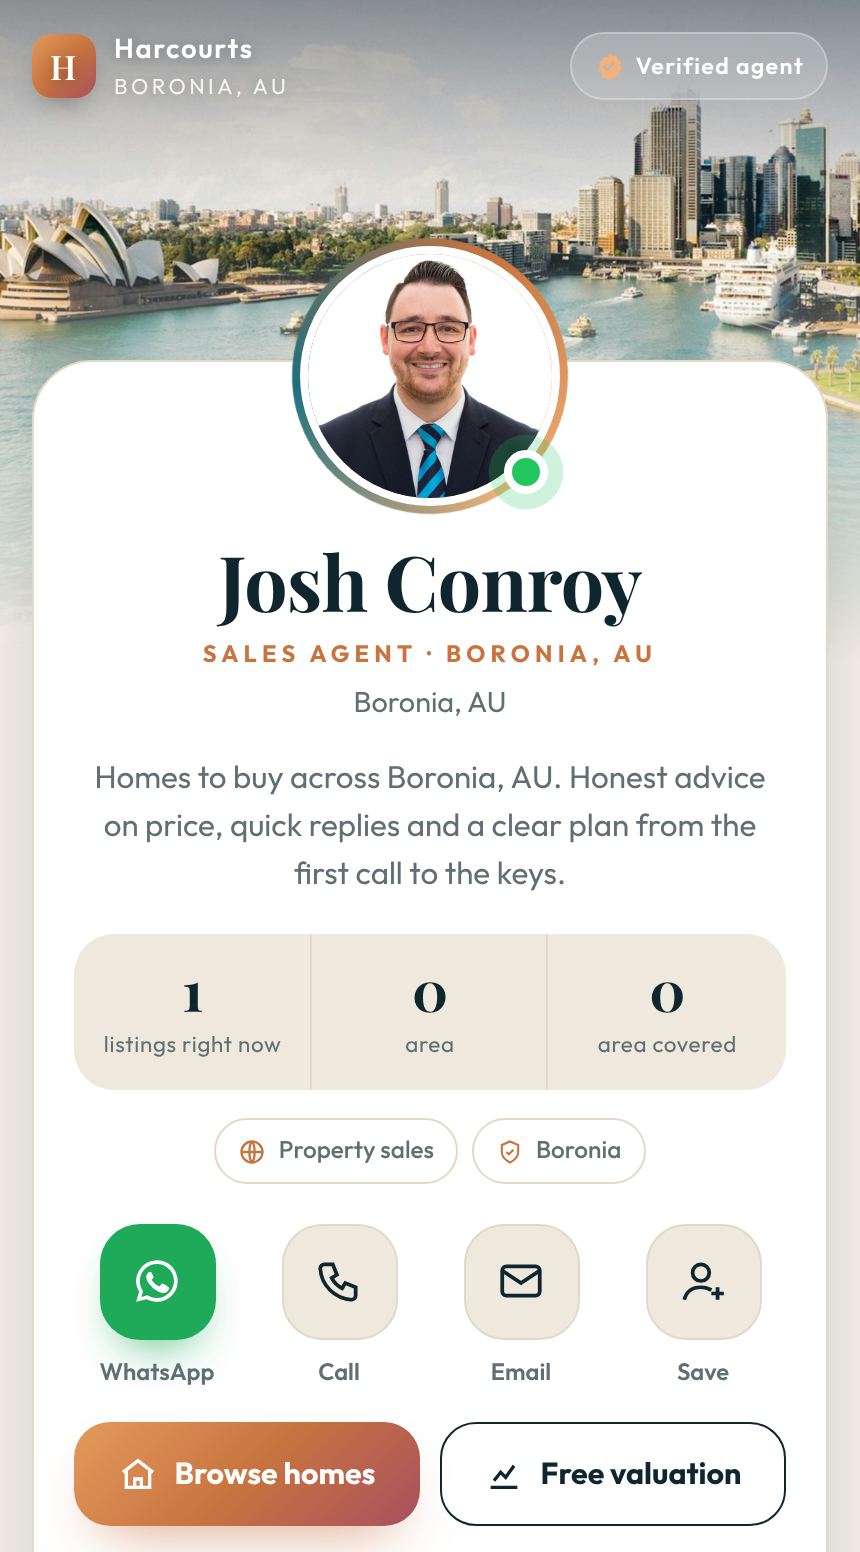 H
Harcourts
BORONIA, AU
Verified agent
Josh Conroy
SALES AGENT · BORONIA, AU
Boronia, AU
Homes to buy across Boronia, AU. Honest advice
on price, quick replies and a clear plan from the
first call to the keys.
1
listings right now
0
area
0
area covered
Property sales
Boronia
WhatsApp
Call
Email
Save
Browse homes
Free valuation